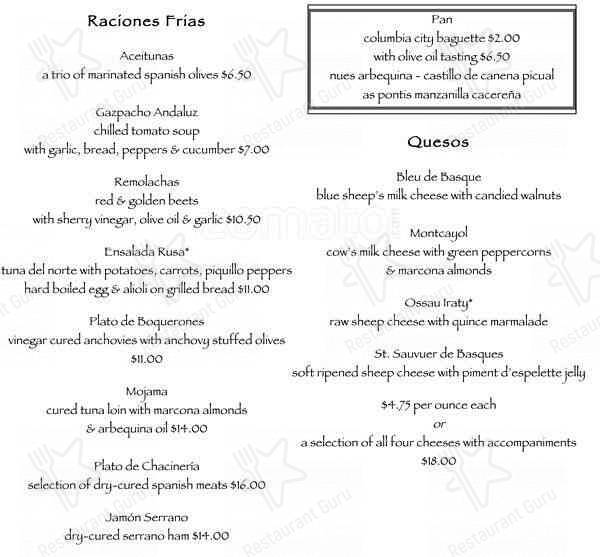 Raciones Frías
Aceitunas
a trio of marinated spanish olives $6.50
Gazpacho Andaluz
chilled tomato soup
with garlic, bread, peppers & cucumber $7.00
Remolachas
red & golden beets
with sherry vinegar, olive oil & garlic $10.50
Ensalada Rusa*
tuna del norte with potatoes, carrots, piquillo peppers
hard boiled egg & alioli on grilled bread $11.00
Plato de Boquerones
vinegar cured anchovies with anchovy stuffed olives
$11.00
Mojama
cured tuna loin with marcona almonds
& arbequina oil $14.00
Plato de Chacinería
selection of dry-cured spanish meats $16.00
Jamón Serrano
dry-cured serrano ham $14.00
Pan
columbia city baguette $2.00
with olive oil tasting $6.50
nues arbequina - castillo de canena picual
as pontis manzanilla cacereña
Quesos
Bleu de Basque
blue sheep's milk cheese with candied walnuts
Montcayol
cow's milk cheese with green peppercorns
& marcona almonds
Ossau Iraty*
raw sheep cheese with quince marmalade
St. Sauvuer de Basques
soft ripened sheep cheese with piment d'espelette jelly
$4.75 per ounce each
or
a selection of all four cheeses with accompaniments
$18.00
Restaurant Guru